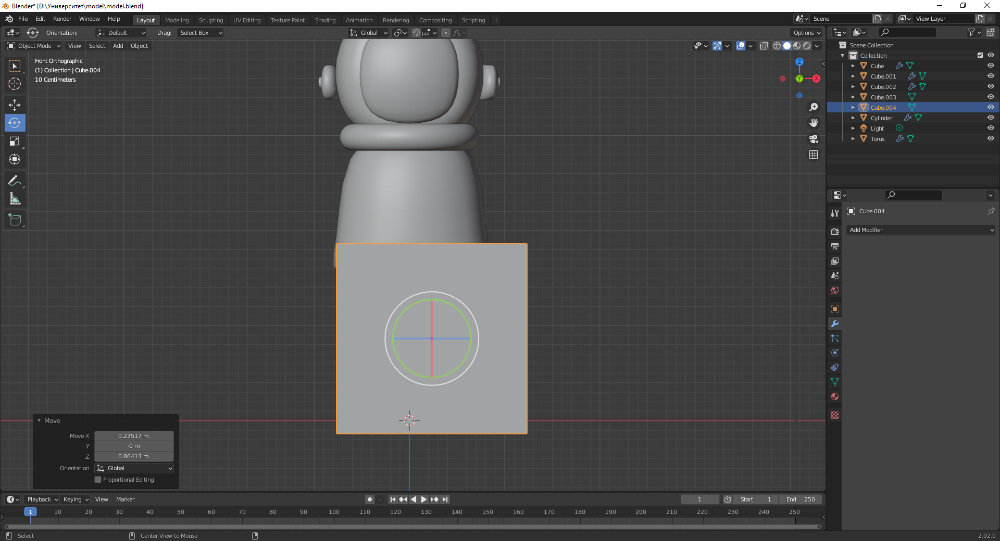 Blender* [D:\Университет\model\model.blend]
File Edit Render Window Help Layout Modeling Sculpting UV Editing Texture Paint Shading Animation Rendering Compositing Scripting + Scene View Layer
Orientation: Default Drag: Select Box Global Options
Object Mode View Select Add Object
Front Orthographic
(1) Collection | Cube.004
10 Centimeters
Z
Y
X
Scene Collection
Collection
Cube
Cube.001
Cube.002
Cube.003
Cube.004
Cylinder
Light
Torus
Cube.004
Add Modifier
Move
Move X 0.23517 m
Y -0 m
Z 0.86413 m
Orientation Global
Proportional Editing
Playback Keying View Marker 1 Start 1 End 250
1 10 20 30 40 50 60 70 80 90 100 110 120 130 140 150 160 170 180 190 200 210 220 230 240 250
Select Center View to Mouse 2.92.0